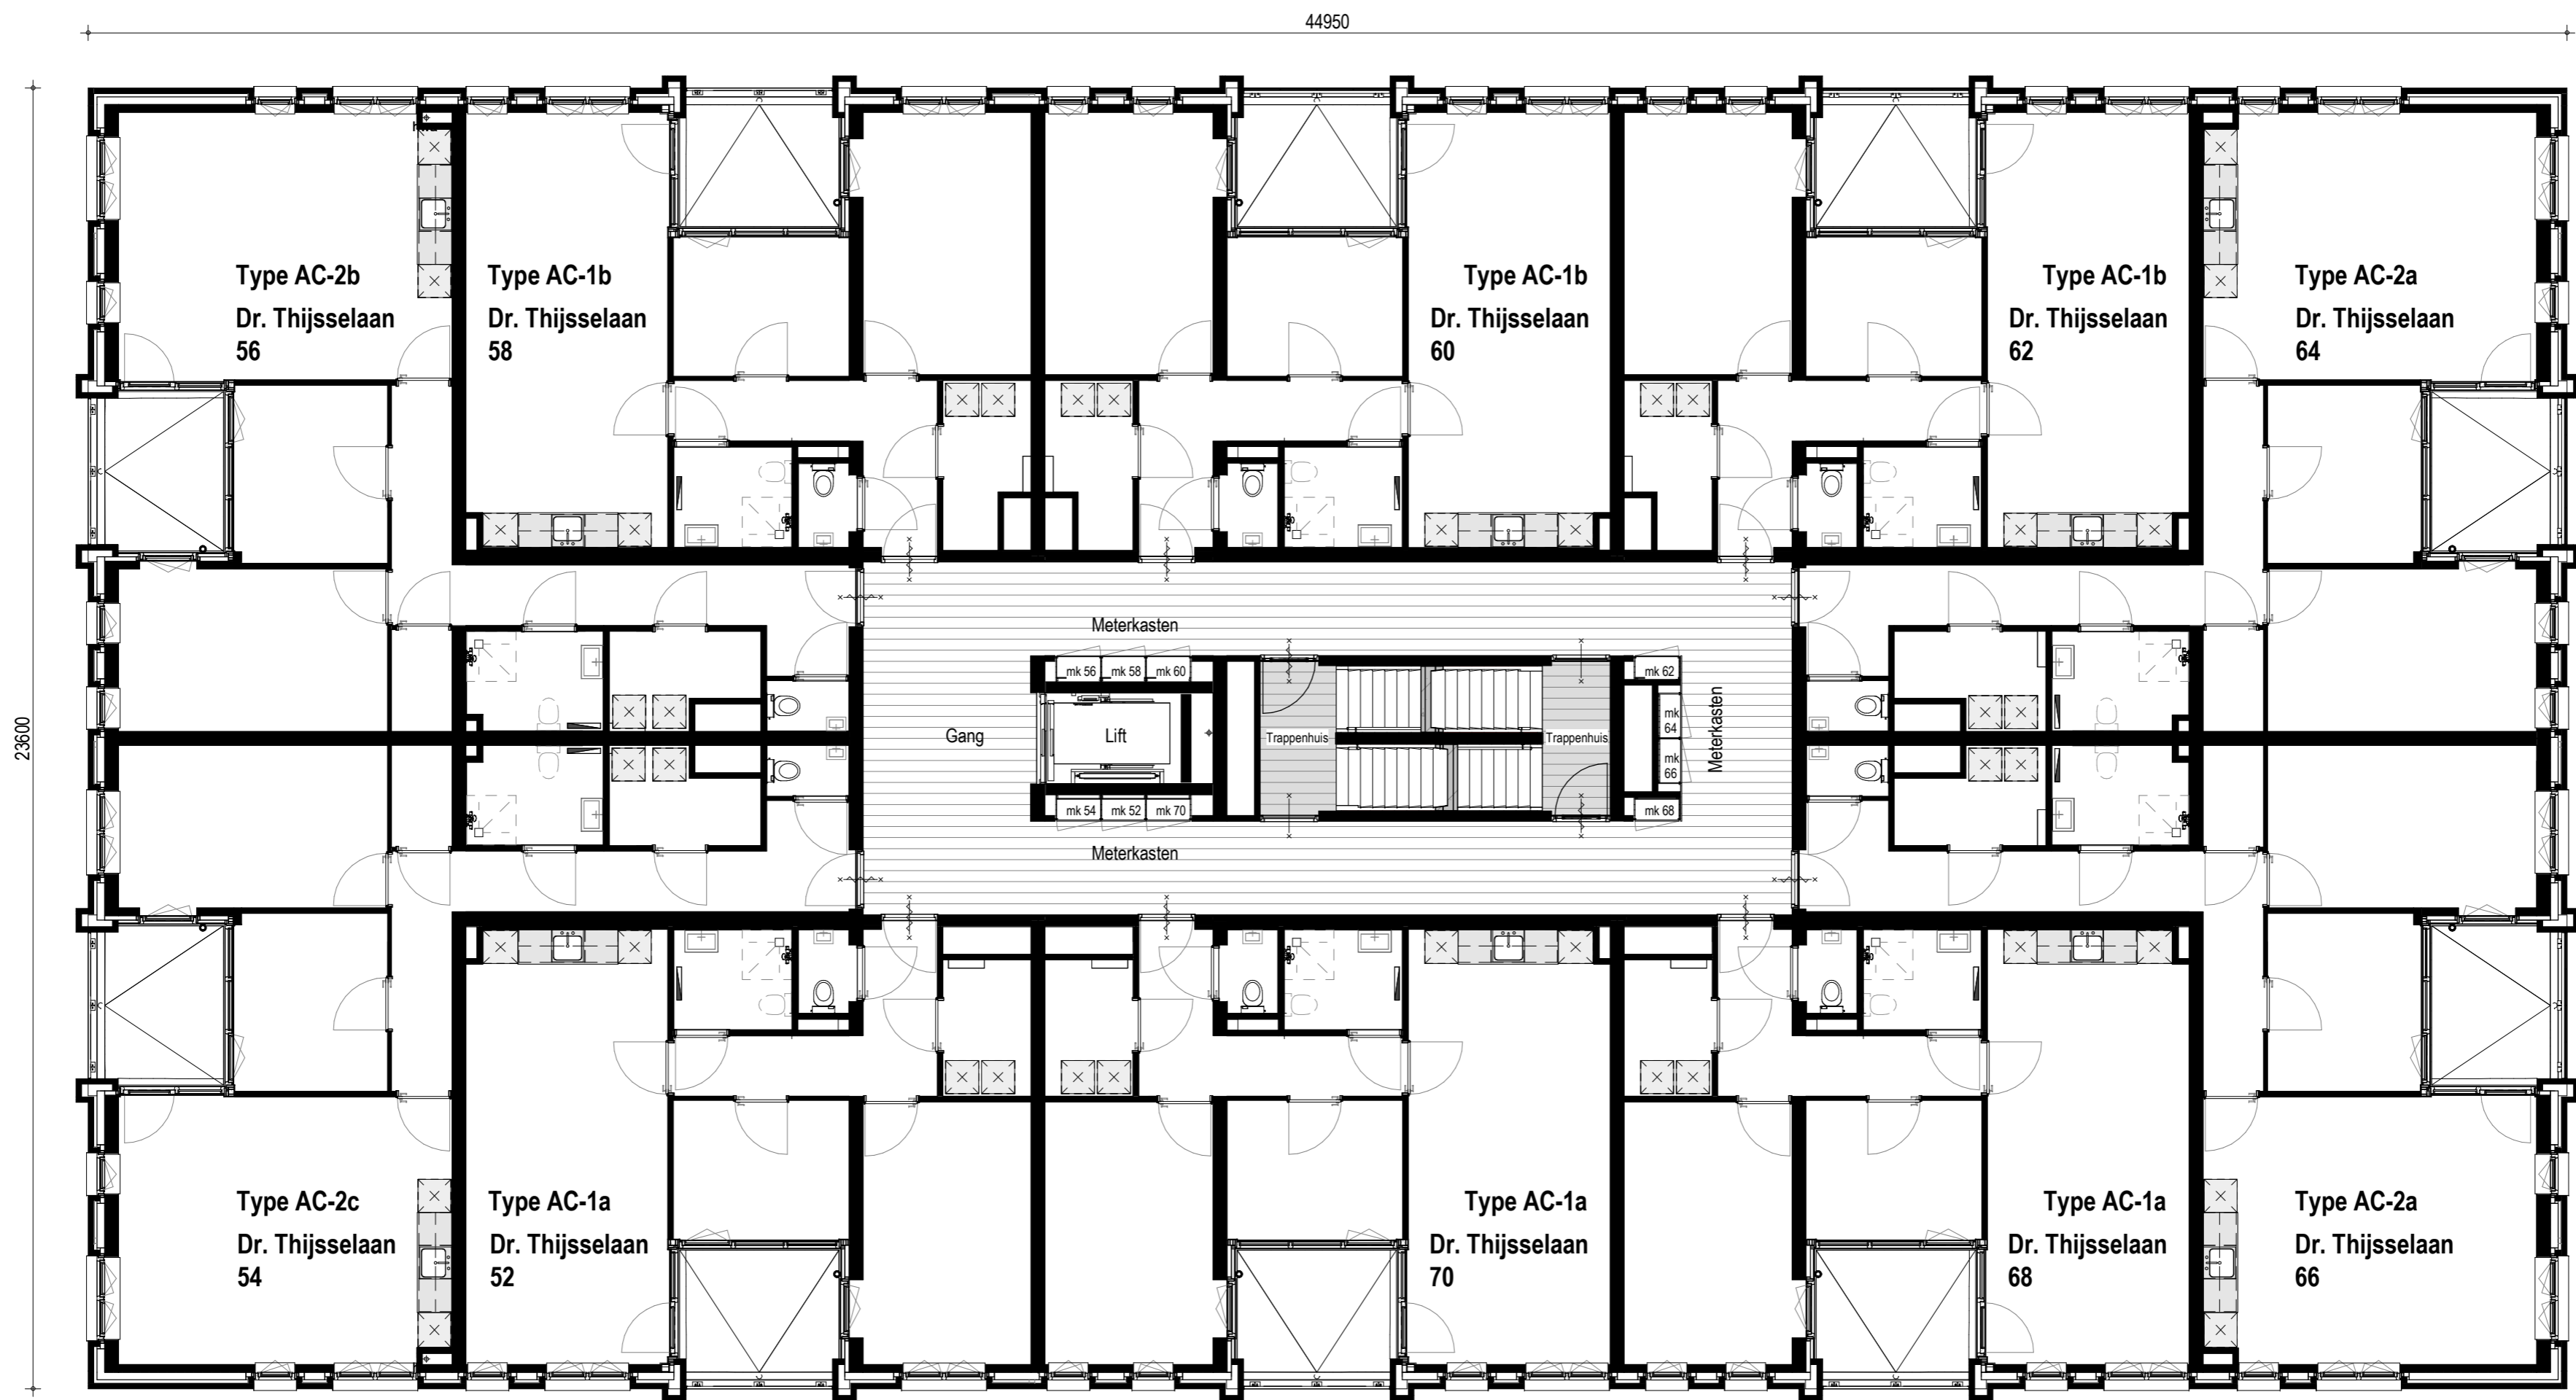 44950
23600
Type AC-2b
Dr. Thijsselaan
56
Type AC-1b
Dr. Thijsselaan
58
Type AC-1b
Dr. Thijsselaan
60
Type AC-1b
Dr. Thijsselaan
62
Type AC-2a
Dr. Thijsselaan
64
Meterkasten
mk 56
mk 58
mk 60
mk 62
Gang
Lift
Trappenhuis
Trappenhuis
mk
64
mk
66
Meterkasten
mk 54
mk 52
mk 70
mk 68
Meterkasten
Type AC-2c
Dr. Thijsselaan
54
Type AC-1a
Dr. Thijsselaan
52
Type AC-1a
Dr. Thijsselaan
70
Type AC-1a
Dr. Thijsselaan
68
Type AC-2a
Dr. Thijsselaan
66